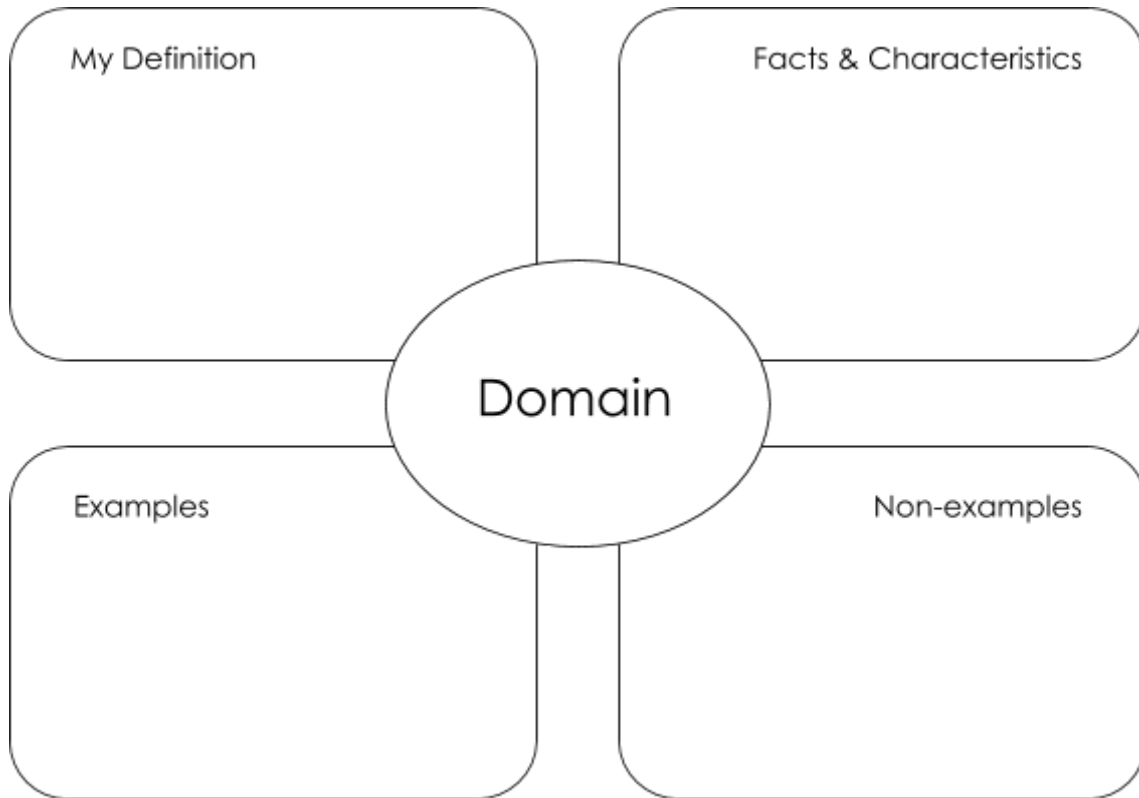 My Definition
Facts & Characteristics
Domain
Examples
Non-examples